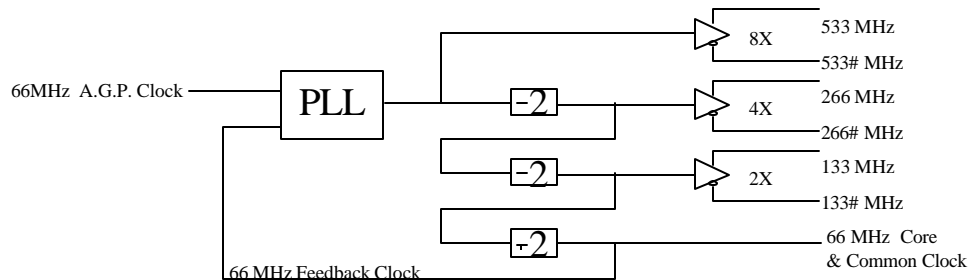 533 MHz
8X
533# MHz
66MHz A.G.P. Clock
PLL
-2
266 MHz
4X
266# MHz
-2
133 MHz
2X
133# MHz
÷2
66 MHz Core
& Common Clock
66 MHz Feedback Clock